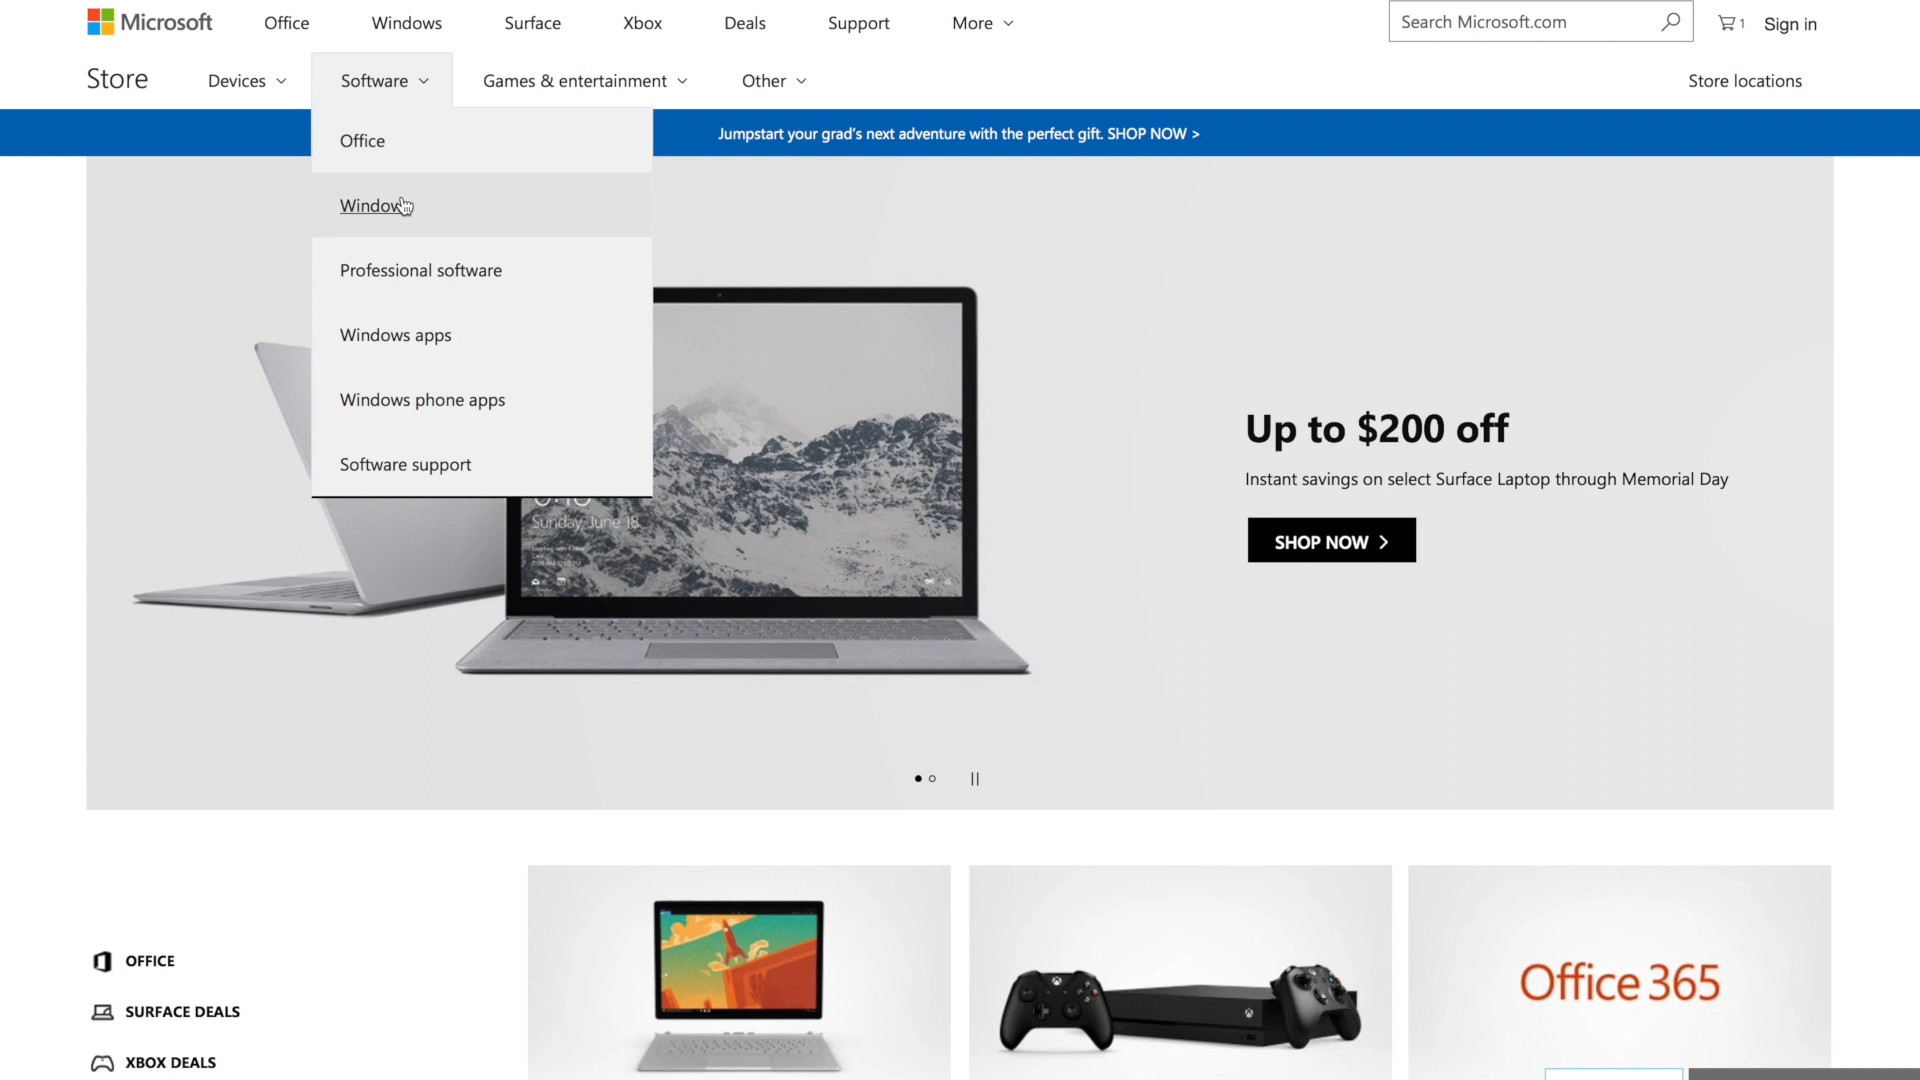 Microsoft Office Windows Surface Xbox Deals Support More Search Microsoft.com 1 Sign in
Store Devices Software Games & entertainment Other Store locations
Jumpstart your grad's next adventure with the perfect gift. SHOP NOW >
Office
Windows
Professional software
Windows apps
Windows phone apps
Software support
Sunday, June 18
Up to $200 off
Instant savings on select Surface Laptop through Memorial Day
SHOP NOW
OFFICE
SURFACE DEALS
XBOX DEALS
Office 365